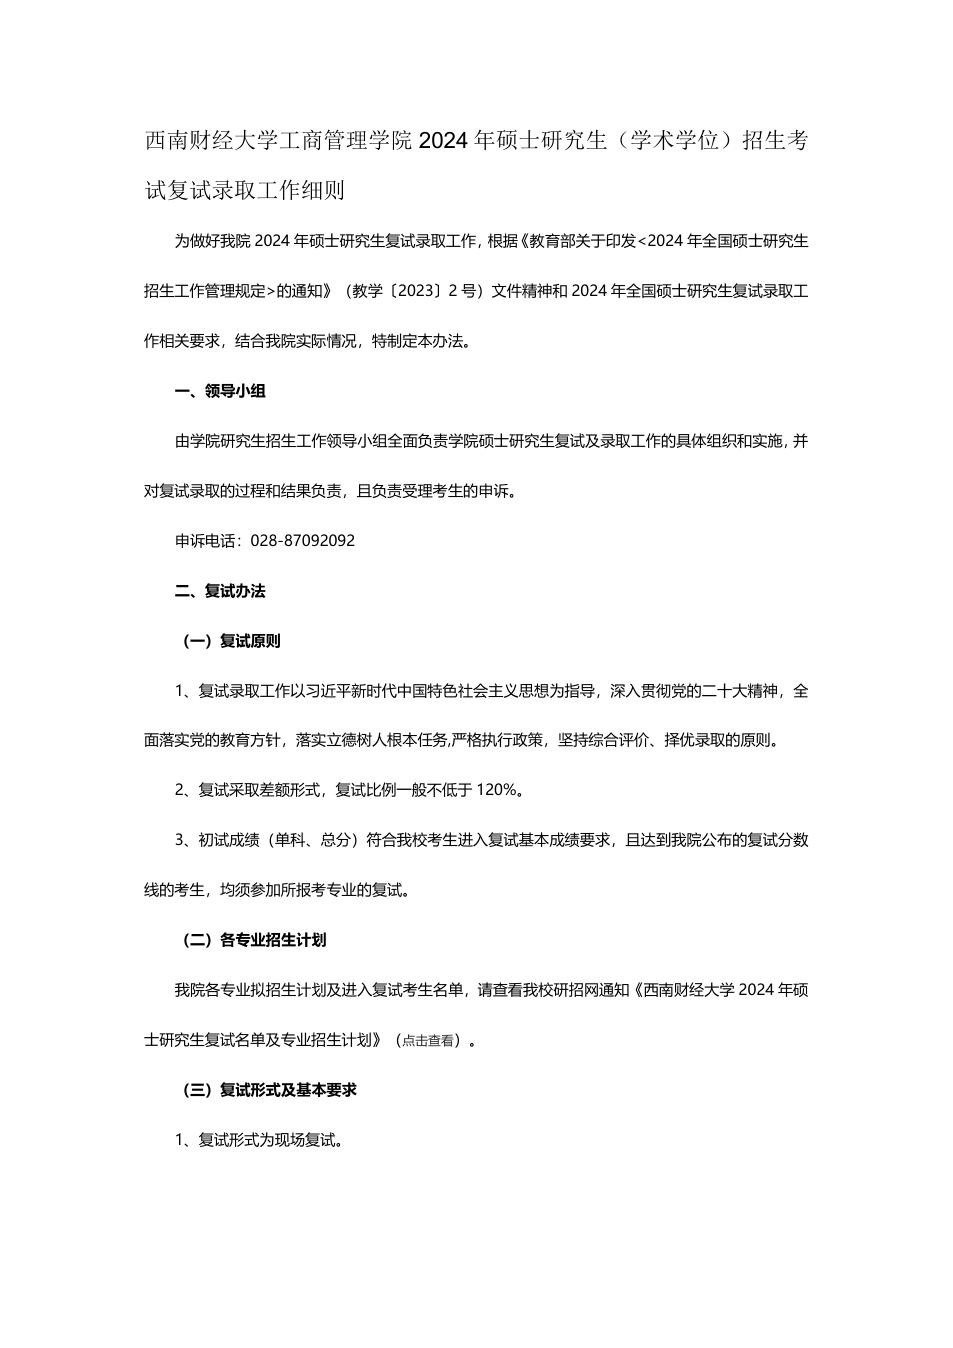 西南财经大学工商管理学院 2024 年硕士研究生（学术学位）招生考
试复试录取工作细则
为做好我院 2024 年硕士研究生复试录取工作，根据《教育部关于印发<2024 年全国硕士研究生
招生工作管理规定>的通知》（教学〔2023〕2 号）文件精神和 2024 年全国硕士研究生复试录取工
作相关要求，结合我院实际情况，特制定本办法。
一、领导小组
由学院研究生招生工作领导小组全面负责学院硕士研究生复试及录取工作的具体组织和实施，并
对复试录取的过程和结果负责，且负责受理考生的申诉。
申诉电话：028-87092092
二、复试办法
（一）复试原则
1、复试录取工作以习近平新时代中国特色社会主义思想为指导，深入贯彻党的二十大精神，全
面落实党的教育方针，落实立德树人根本任务,严格执行政策，坚持综合评价、择优录取的原则。
2、复试采取差额形式，复试比例一般不低于 120%。
3、初试成绩（单科、总分）符合我校考生进入复试基本成绩要求，且达到我院公布的复试分数
线的考生，均须参加所报考专业的复试。
（二）各专业招生计划
我院各专业拟招生计划及进入复试考生名单，请查看我校研招网通知《西南财经大学 2024 年硕
士研究生复试名单及专业招生计划》（点击查看）。
（三）复试形式及基本要求
1、复试形式为现场复试。